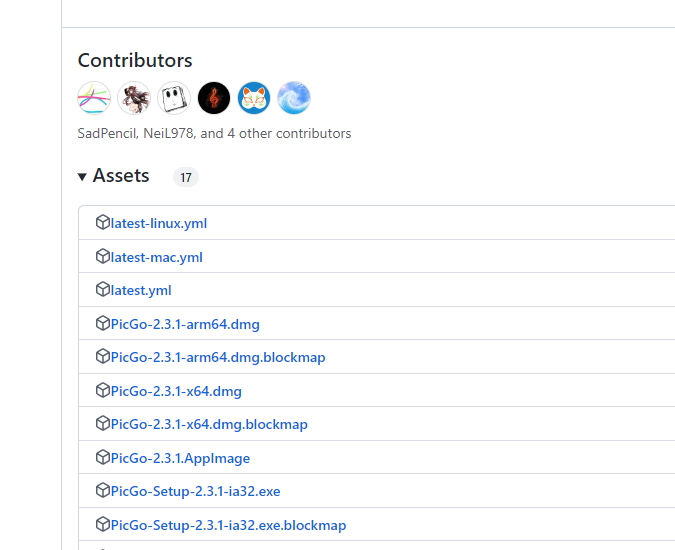 Contributors
SadPencil, NeiL978, and 4 other contributors
Assets 17
latest-linux.yml
latest-mac.yml
latest.yml
PicGo-2.3.1-arm64.dmg
PicGo-2.3.1-arm64.dmg.blockmap
PicGo-2.3.1-x64.dmg
PicGo-2.3.1-x64.dmg.blockmap
PicGo-2.3.1.AppImage
PicGo-Setup-2.3.1-ia32.exe
PicGo-Setup-2.3.1-ia32.exe.blockmap